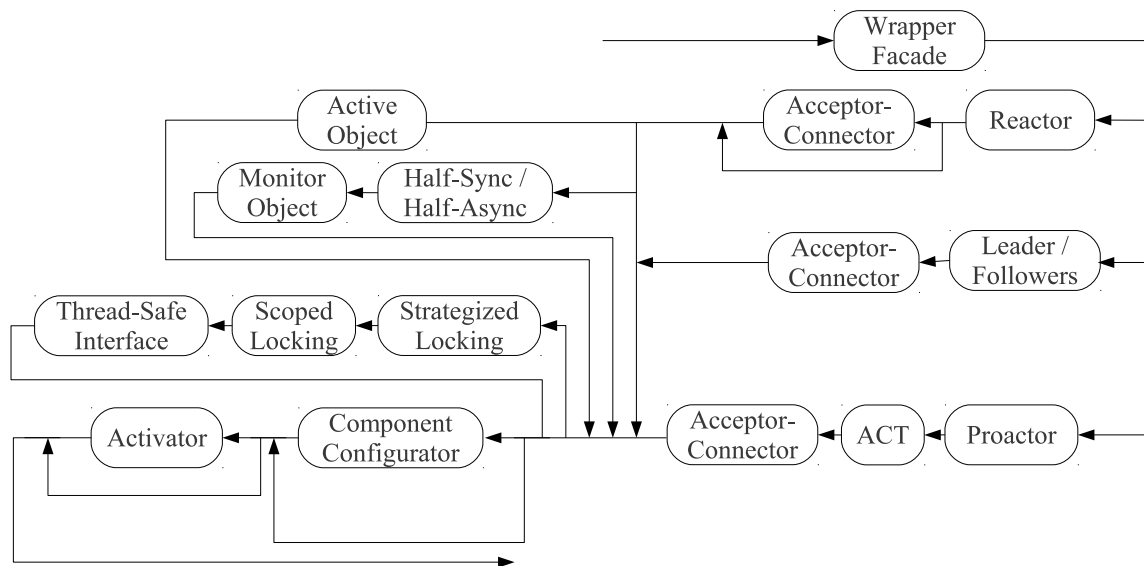 Wrapper
Facade
Active
Object
Acceptor-
Connector
Reactor
Monitor
Object
Half-Sync /
Half-Async
Acceptor-
Connector
Leader /
Followers
Thread-Safe
Interface
Scoped
Locking
Strategized
Locking
Activator
Component
Configurator
Acceptor-
Connector
ACT
Proactor